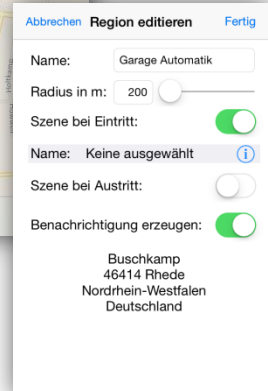 Abbrechen Region editieren Fertig
Name: Garage Automatik
Radius in m: 200
Szene bei Eintritt:
Name: Keine ausgewählt
Szene bei Austritt:
Benachrichtigung erzeugen:
Buschkamp
46414 Rhede
Nordrhein-Westfalen
Deutschland